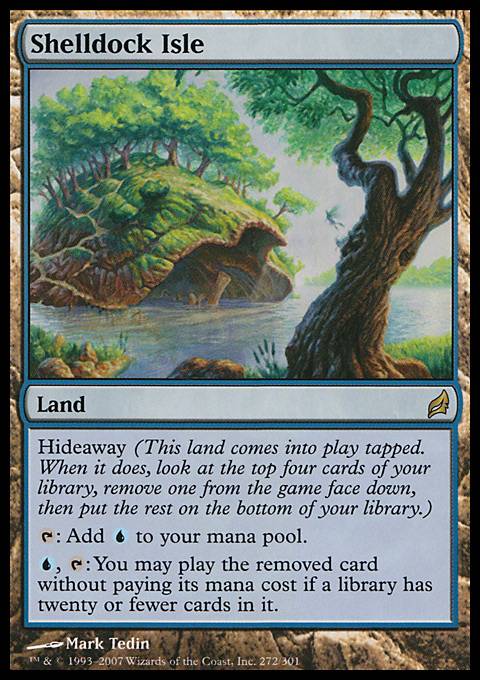 Shelldock Isle
Land
Hideaway (This land comes into play tapped.
When it does, look at the top four cards of your
library, remove one from the game face down,
then put the rest on the bottom of your library.)
: Add to your mana pool.
, :You may play the removed card
without paying its mana cost if a library has
twenty or fewer cards in it.
Mark Tedin
™ & © 1993–2007 Wizards of the Coast, Inc. 272/301